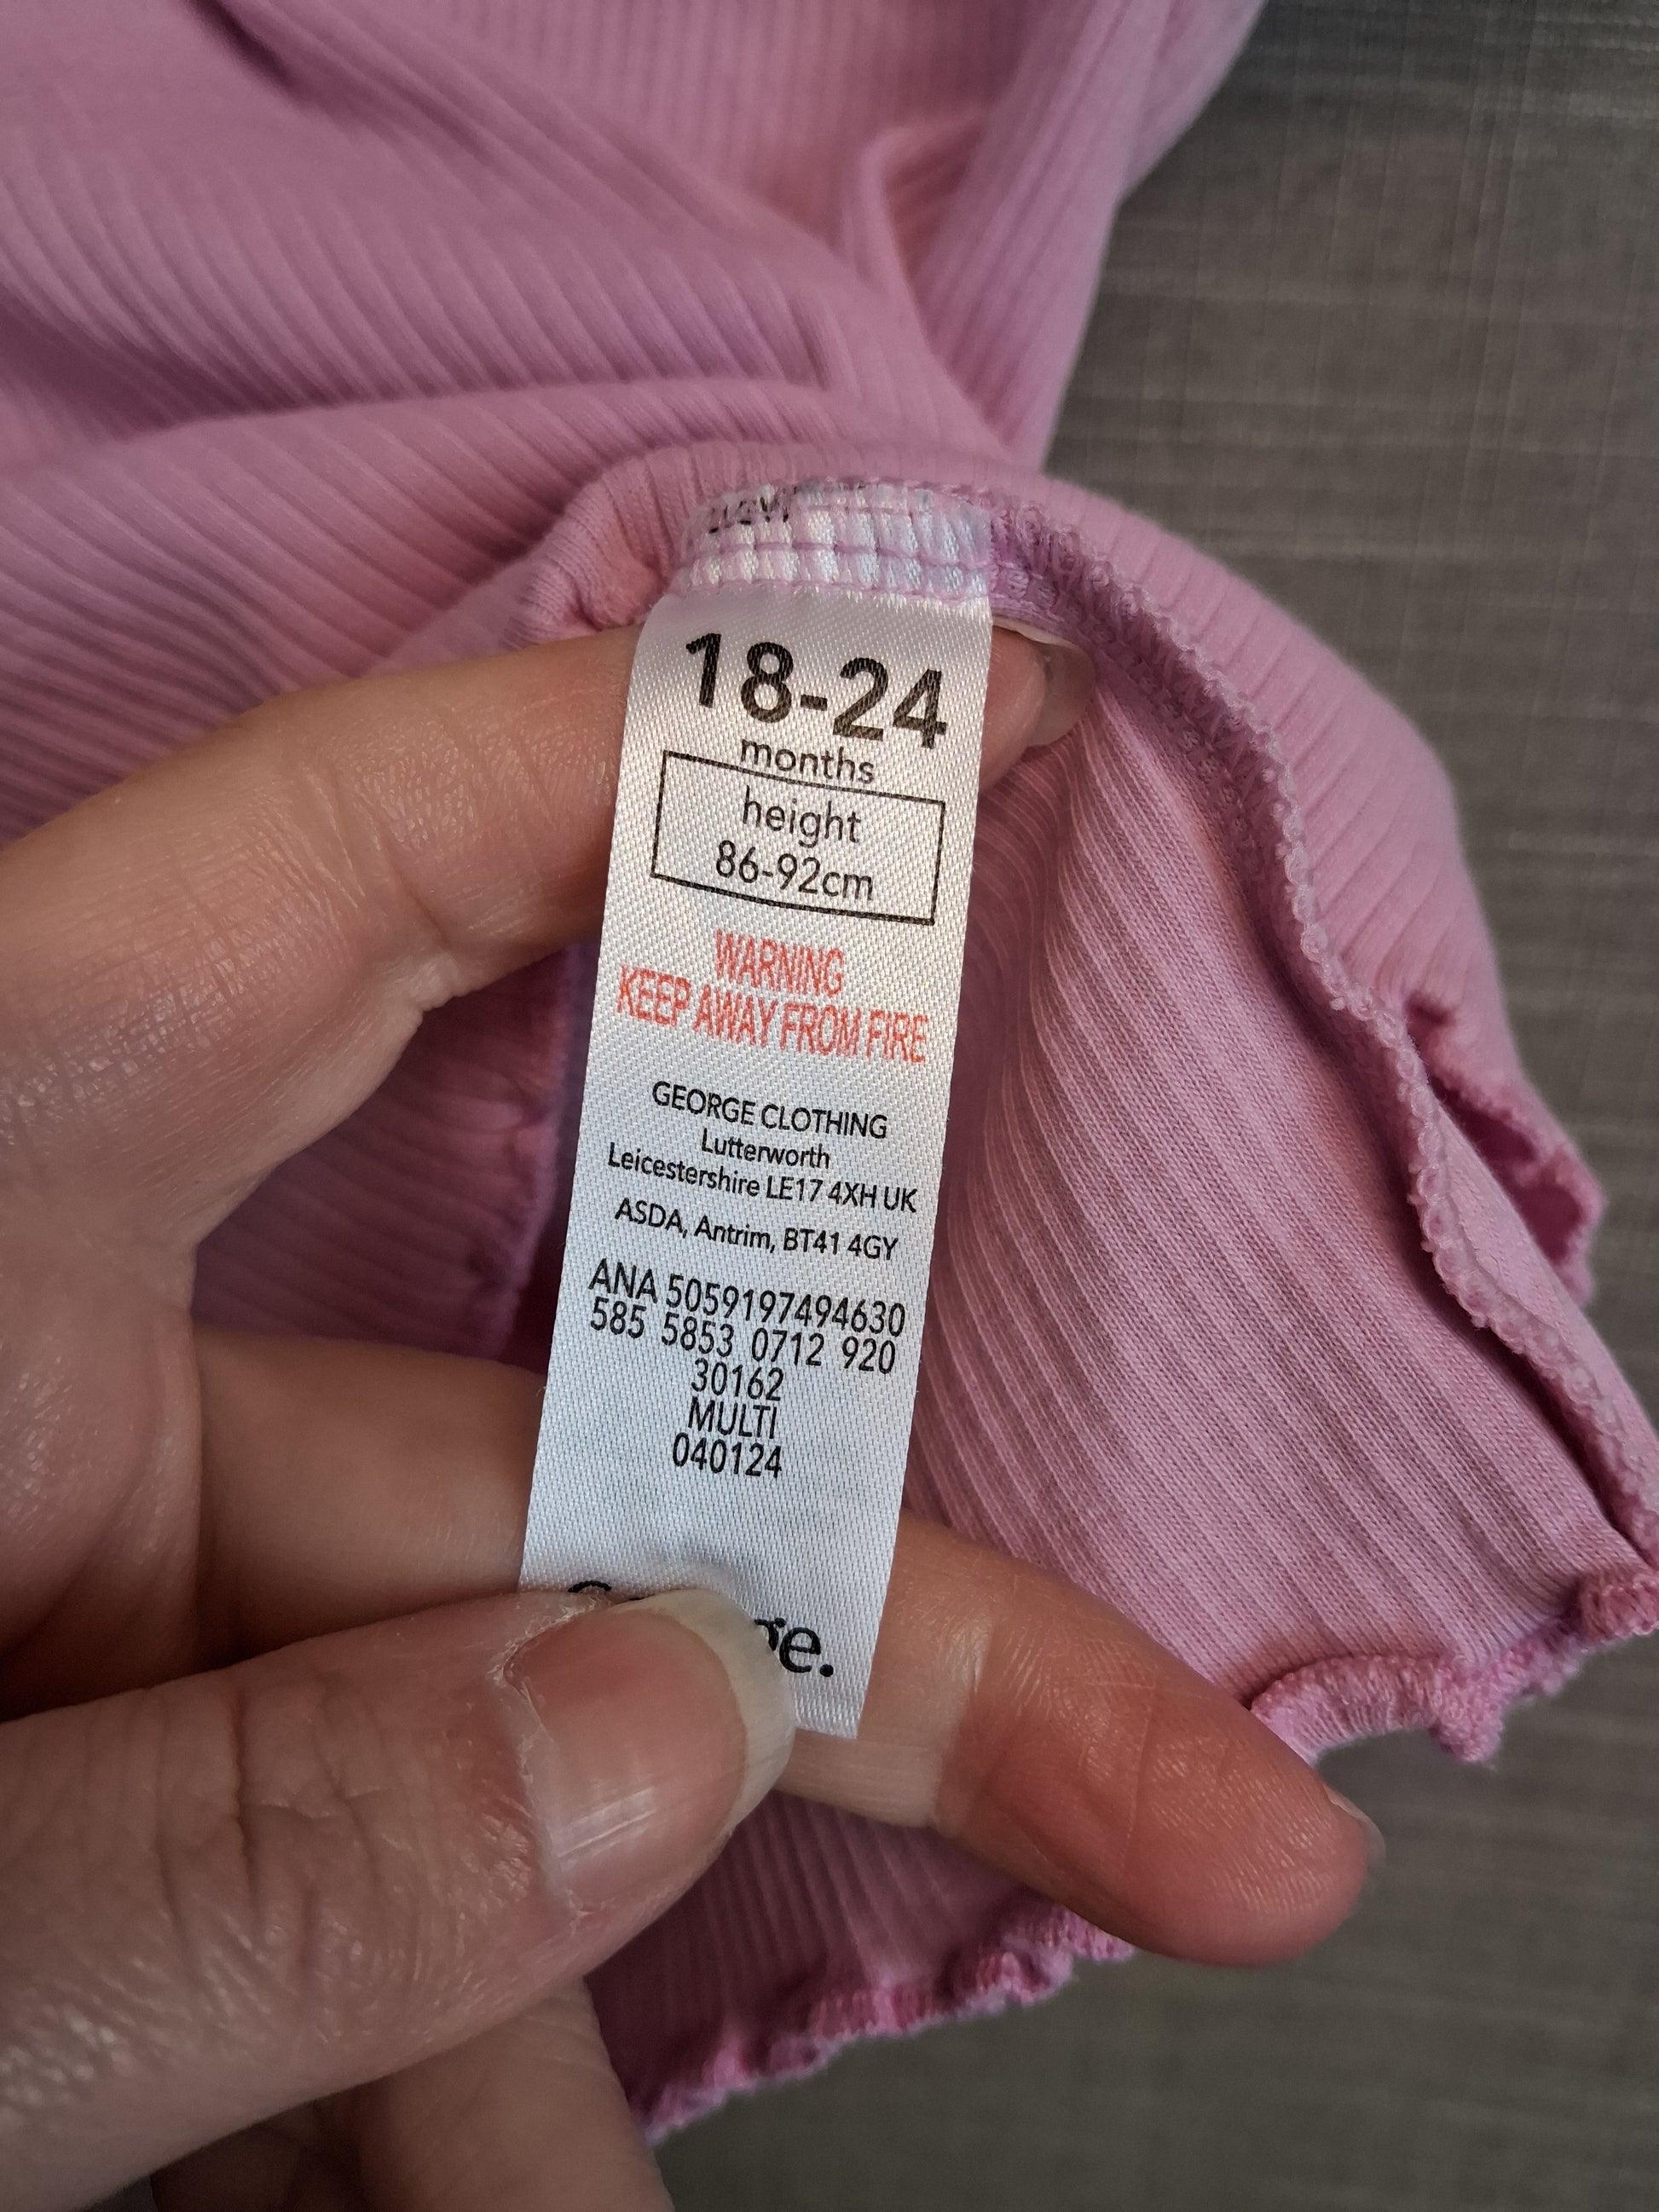 18-24
months
height
86-92cm
WARNING
KEEP AWAY FROM FIRE
GEORGE CLOTHING
Lutterworth
Leicestershire LE17 4XH UK
ASDA, Antrim, BT41 4GY
ANA 5059197494630
585 5853 0712 920
30162
MULTI
040124